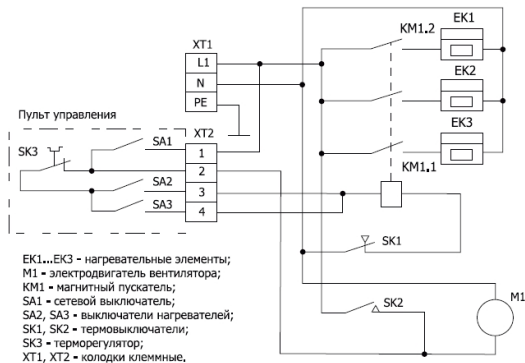 XT1
L1
N
PE
XT2
1
2
3
4
Пульт управления
SK3
SA1
SA2
SA3
KM1.2
EK1
EK2
EK3
KM1.1
SK1
SK2
M1
EK1...EK3 - нагревательные элементы;
M1 - электродвигатель вентилятора;
KM1 - магнитный пускатель;
SA1 - сетевой выключатель;
SA2, SA3 - выключатели нагревателей;
SK1, SK2 - термовыключатели;
SK3 - терморегулятор;
XT1, XT2 - колодки клеммные.